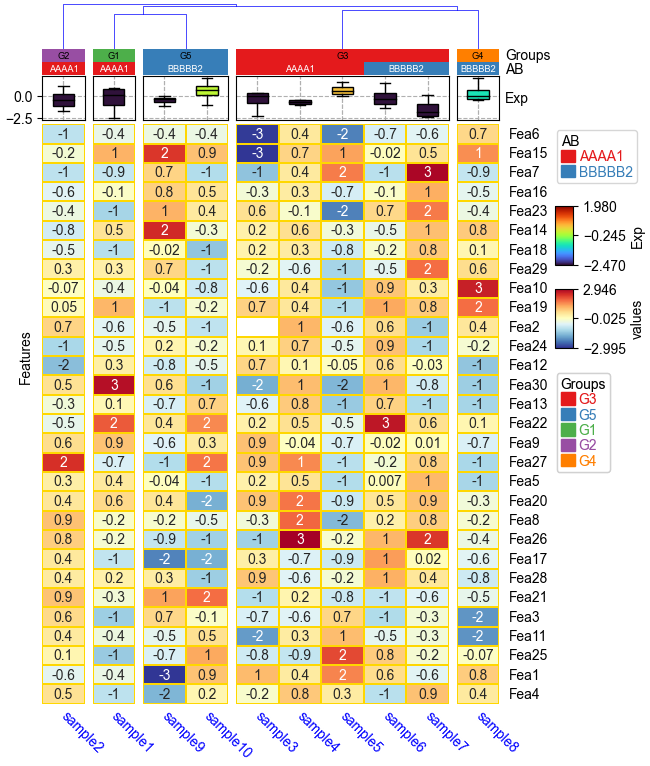 G2 G1 G5 G3 G4 Groups
AAAA1 AAAA1 BBBBB2 AAAA1 BBBBB2 BBBBB2 AB
0.0 Exp
−2.5
-1 -0.4 -0.4 -0.4 -3 0.4 -2 -0.7 -0.6 0.7 Fea6
-0.2 1 2 0.9 -3 0.7 1 -0.02 0.5 1 Fea15
-1 -0.9 0.7 -1 -1 0.4 2 -1 3 -0.9 Fea7
-0.6 -0.1 0.8 0.5 -0.3 0.3 -0.7 -0.1 1 -0.5 Fea16
-0.4 -1 1 0.4 0.6 -0.1 -2 0.7 2 -0.4 Fea23
-0.8 0.5 2 -0.3 0.2 0.6 -0.3 -0.5 1 0.8 Fea14
-0.5 -1 -0.02 -1 0.2 0.3 -0.8 -0.2 0.8 0.1 Fea18
0.3 0.3 0.7 -1 -0.2 -0.6 -1 -0.5 2 0.6 Fea29
-0.07 -0.4 -0.04 -0.8 -0.6 0.4 -1 0.9 0.3 3 Fea10
0.05 1 -1 -0.2 0.7 0.4 -1 1 0.8 2 Fea19
0.7 -0.6 -0.5 -1 1 -0.6 0.6 -1 0.4 Fea2
-1 -0.5 0.2 -0.2 0.1 0.7 -0.5 0.9 -1 -0.2 Fea24
-2 0.3 -0.8 -0.5 0.7 0.1 -0.05 0.6 -0.03 -1 Fea12
0.5 3 0.6 -1 -2 1 -2 1 -0.8 -1 Fea30
-0.3 0.1 -0.7 0.7 -0.6 0.8 -1 0.7 -1 -1 Fea13
-0.5 2 0.4 2 0.2 0.5 -0.5 3 0.6 0.1 Fea22
0.6 0.9 -0.6 0.3 0.9 -0.04 -0.7 -0.02 0.01 -0.7 Fea9
2 -0.7 -1 2 0.9 1 -1 -0.2 0.8 -1 Fea27
0.3 0.4 -0.04 -1 0.2 0.5 -1 0.007 1 -1 Fea5
0.4 0.6 0.4 -2 0.9 2 -0.9 0.5 0.9 -0.3 Fea20
0.9 -0.2 -0.2 -0.5 -0.3 2 -2 0.2 0.8 -0.2 Fea8
0.8 -0.2 -0.9 -1 -1 3 -0.2 1 2 -0.4 Fea26
0.4 -1 -2 -2 0.3 -0.7 -0.9 1 0.02 -0.6 Fea17
0.4 0.2 0.3 -1 0.9 -0.6 -0.2 1 0.4 -0.8 Fea28
0.9 -0.3 1 2 -1 0.2 -0.8 -1 -0.6 -0.5 Fea21
0.6 -1 0.7 -0.1 -0.7 -0.6 0.7 -1 -0.3 -2 Fea3
0.4 -0.4 -0.5 0.5 -2 0.3 1 -0.5 -0.3 -2 Fea11
0.1 -1 -0.7 1 -0.8 -0.9 2 0.8 -0.2 -0.07 Fea25
-0.6 -0.4 -3 0.9 1 0.4 2 0.6 -0.6 0.8 Fea1
0.5 -1 -2 0.2 -0.2 0.8 0.3 -1 0.9 0.4 Fea4
Features
sample2 sample1 sample9 sample10 sample3 sample4 sample5 sample6 sample7 sample8
AB
AAAA1
BBBBB2
1.980
−0.245
−2.470
Exp
2.946
−0.025
−2.995
values
Groups
G3
G5
G1
G2
G4